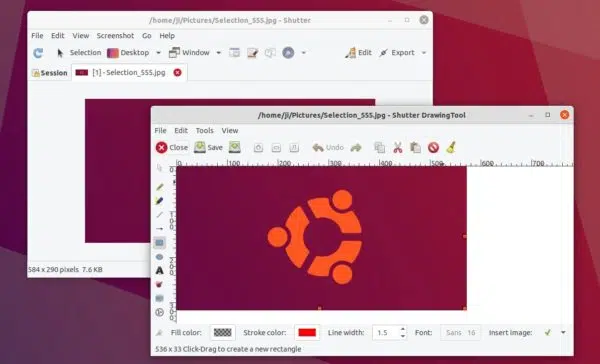 /home/ji/Pictures/Selection_555.jpg - Shutter
File Edit View Screenshot Go Help
Selection Desktop Window Edit Export
Session [1] - Selection_555.jpg
/home/ji/Pictures/Selection_555.jpg - Shutter DrawingTool
File Edit Tools View
Close Save Undo
0 100 200 300 400 500 600 700
584 x 290 pixels 7.6 KB
Fill color: Stroke color: Line width: 1.5 Font: Sans 16 Insert image:
536 x 33 Click-Drag to create a new rectangle